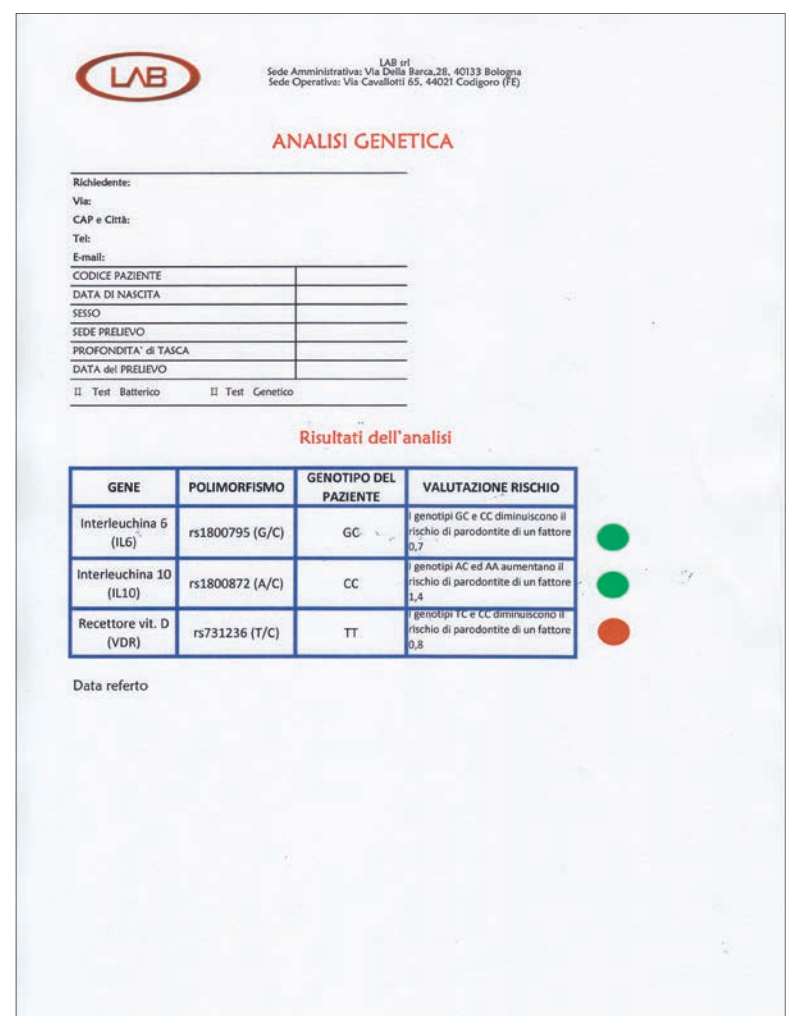 LAB
LAB srl
Sede Amministrativa: Via Della Barca,28, 40133 Bologna
Sede Operativa: Via Cavallotti 65, 44021 Codigoro (FE)
ANALISI GENETICA
Richiedente:
Via:
CAP e Città:
Tel:
E-mail:
CODICE PAZIENTE
DATA DI NASCITA
SESSO
SEDE PRELIEVO
PROFONDITA' di TASCA
DATA del PRELIEVO
Test Batterico Test Genetico
Risultati dell'analisi
GENE POLIMORFISMO GENOTIPO DEL PAZIENTE VALUTAZIONE RISCHIO
Interleuchina 6 (IL6) rs1800795 (G/C) GC I genotipi GC e CC diminuiscono il rischio di parodontite di un fattore 0,7
Interleuchina 10 (IL10) rs1800872 (A/C) CC I genotipi AC ed AA aumentano il rischio di parodontite di un fattore 1,4
Recettore vit. D (VDR) rs731236 (T/C) TT I genotipi TC e CC diminuiscono il rischio di parodontite di un fattore 0,8
Data referto